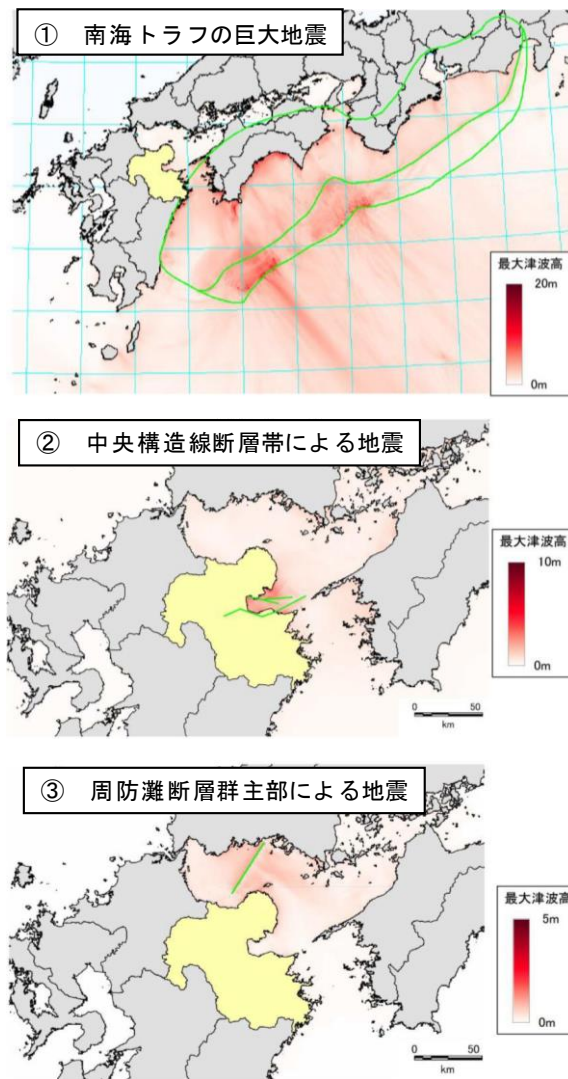 ① 南海トラフの巨大地震
最大津波高
20m
0m
② 中央構造線断層帯による地震
最大津波高
10m
0m
0 50
km
③ 周防灘断層群主部による地震
最大津波高
5m
0m
0 50
km